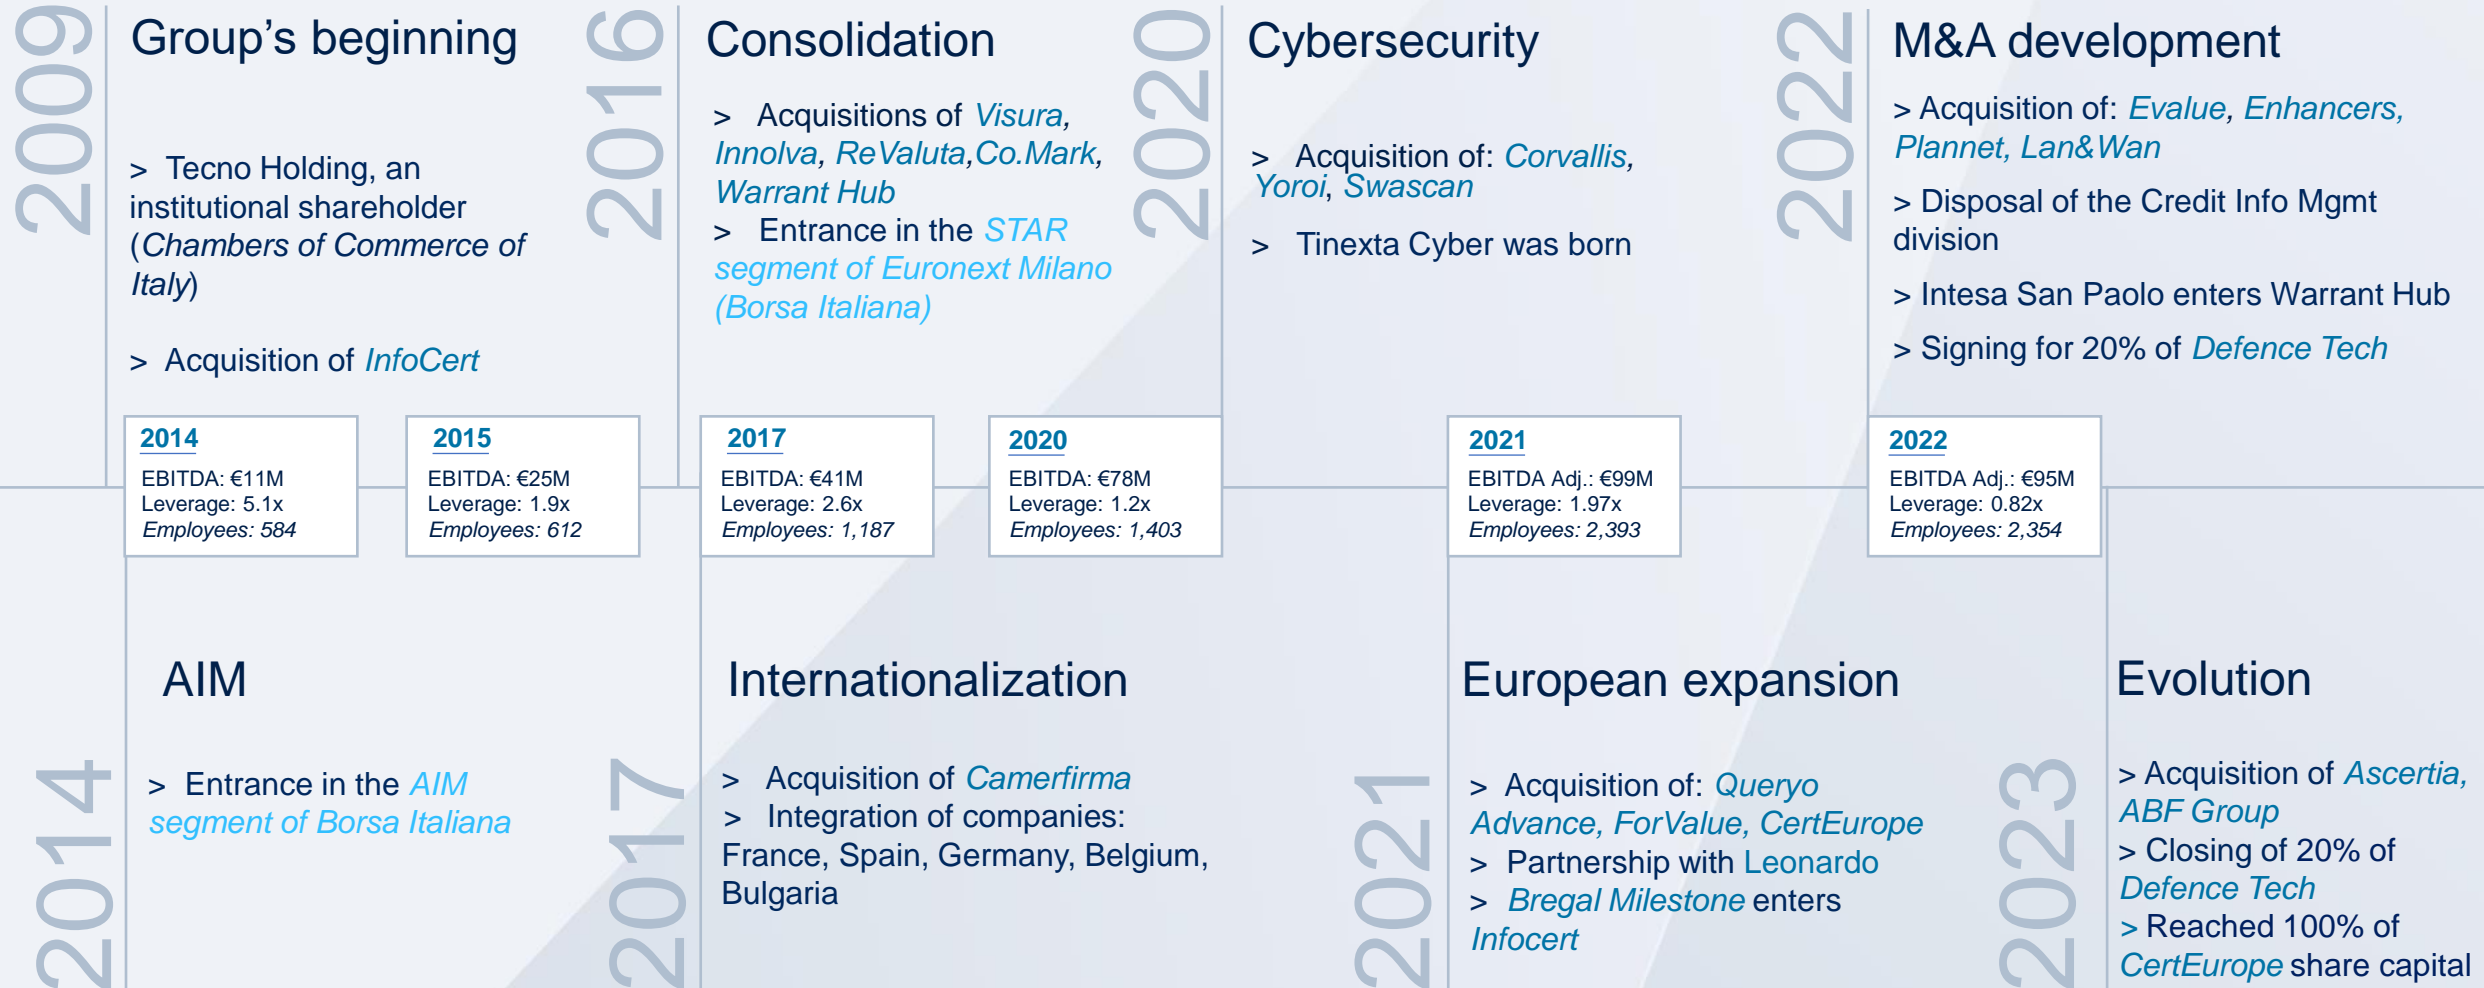 2009
Group's beginning
> Tecno Holding, an
institutional shareholder
(Chambers of Commerce of
Italy)
> Acquisition of InfoCert
2016
Consolidation
> Acquisitions of Visura,
Innolva, ReValuta,Co.Mark,
Warrant Hub
> Entrance in the STAR
segment of Euronext Milano
(Borsa Italiana)
2020
Cybersecurity
> Acquisition of: Corvallis,
Yoroi, Swascan
> Tinexta Cyber was born
2022
M&A development
> Acquisition of: Evalue, Enhancers,
Plannet, Lan&Wan
> Disposal of the Credit Info Mgmt
division
> Intesa San Paolo enters Warrant Hub
> Signing for 20% of Defence Tech
2014
EBITDA: €11M
Leverage: 5.1x
Employees: 584
2015
EBITDA: €25M
Leverage: 1.9x
Employees: 612
2017
EBITDA: €41M
Leverage: 2.6x
Employees: 1,187
2020
EBITDA: €78M
Leverage: 1.2x
Employees: 1,403
2021
EBITDA Adj.: €99M
Leverage: 1.97x
Employees: 2,393
2022
EBITDA Adj.: €95M
Leverage: 0.82x
Employees: 2,354
2014
AIM
> Entrance in the AIM
segment of Borsa Italiana
2017
Internationalization
> Acquisition of Camerfirma
> Integration of companies:
France, Spain, Germany, Belgium,
Bulgaria
2021
European expansion
> Acquisition of: Queryo
Advance, ForValue, CertEurope
> Partnership with Leonardo
> Bregal Milestone enters
Infocert
2023
Evolution
> Acquisition of Ascertia,
ABF Group
> Closing of 20% of
Defence Tech
> Reached 100% of
CertEurope share capital